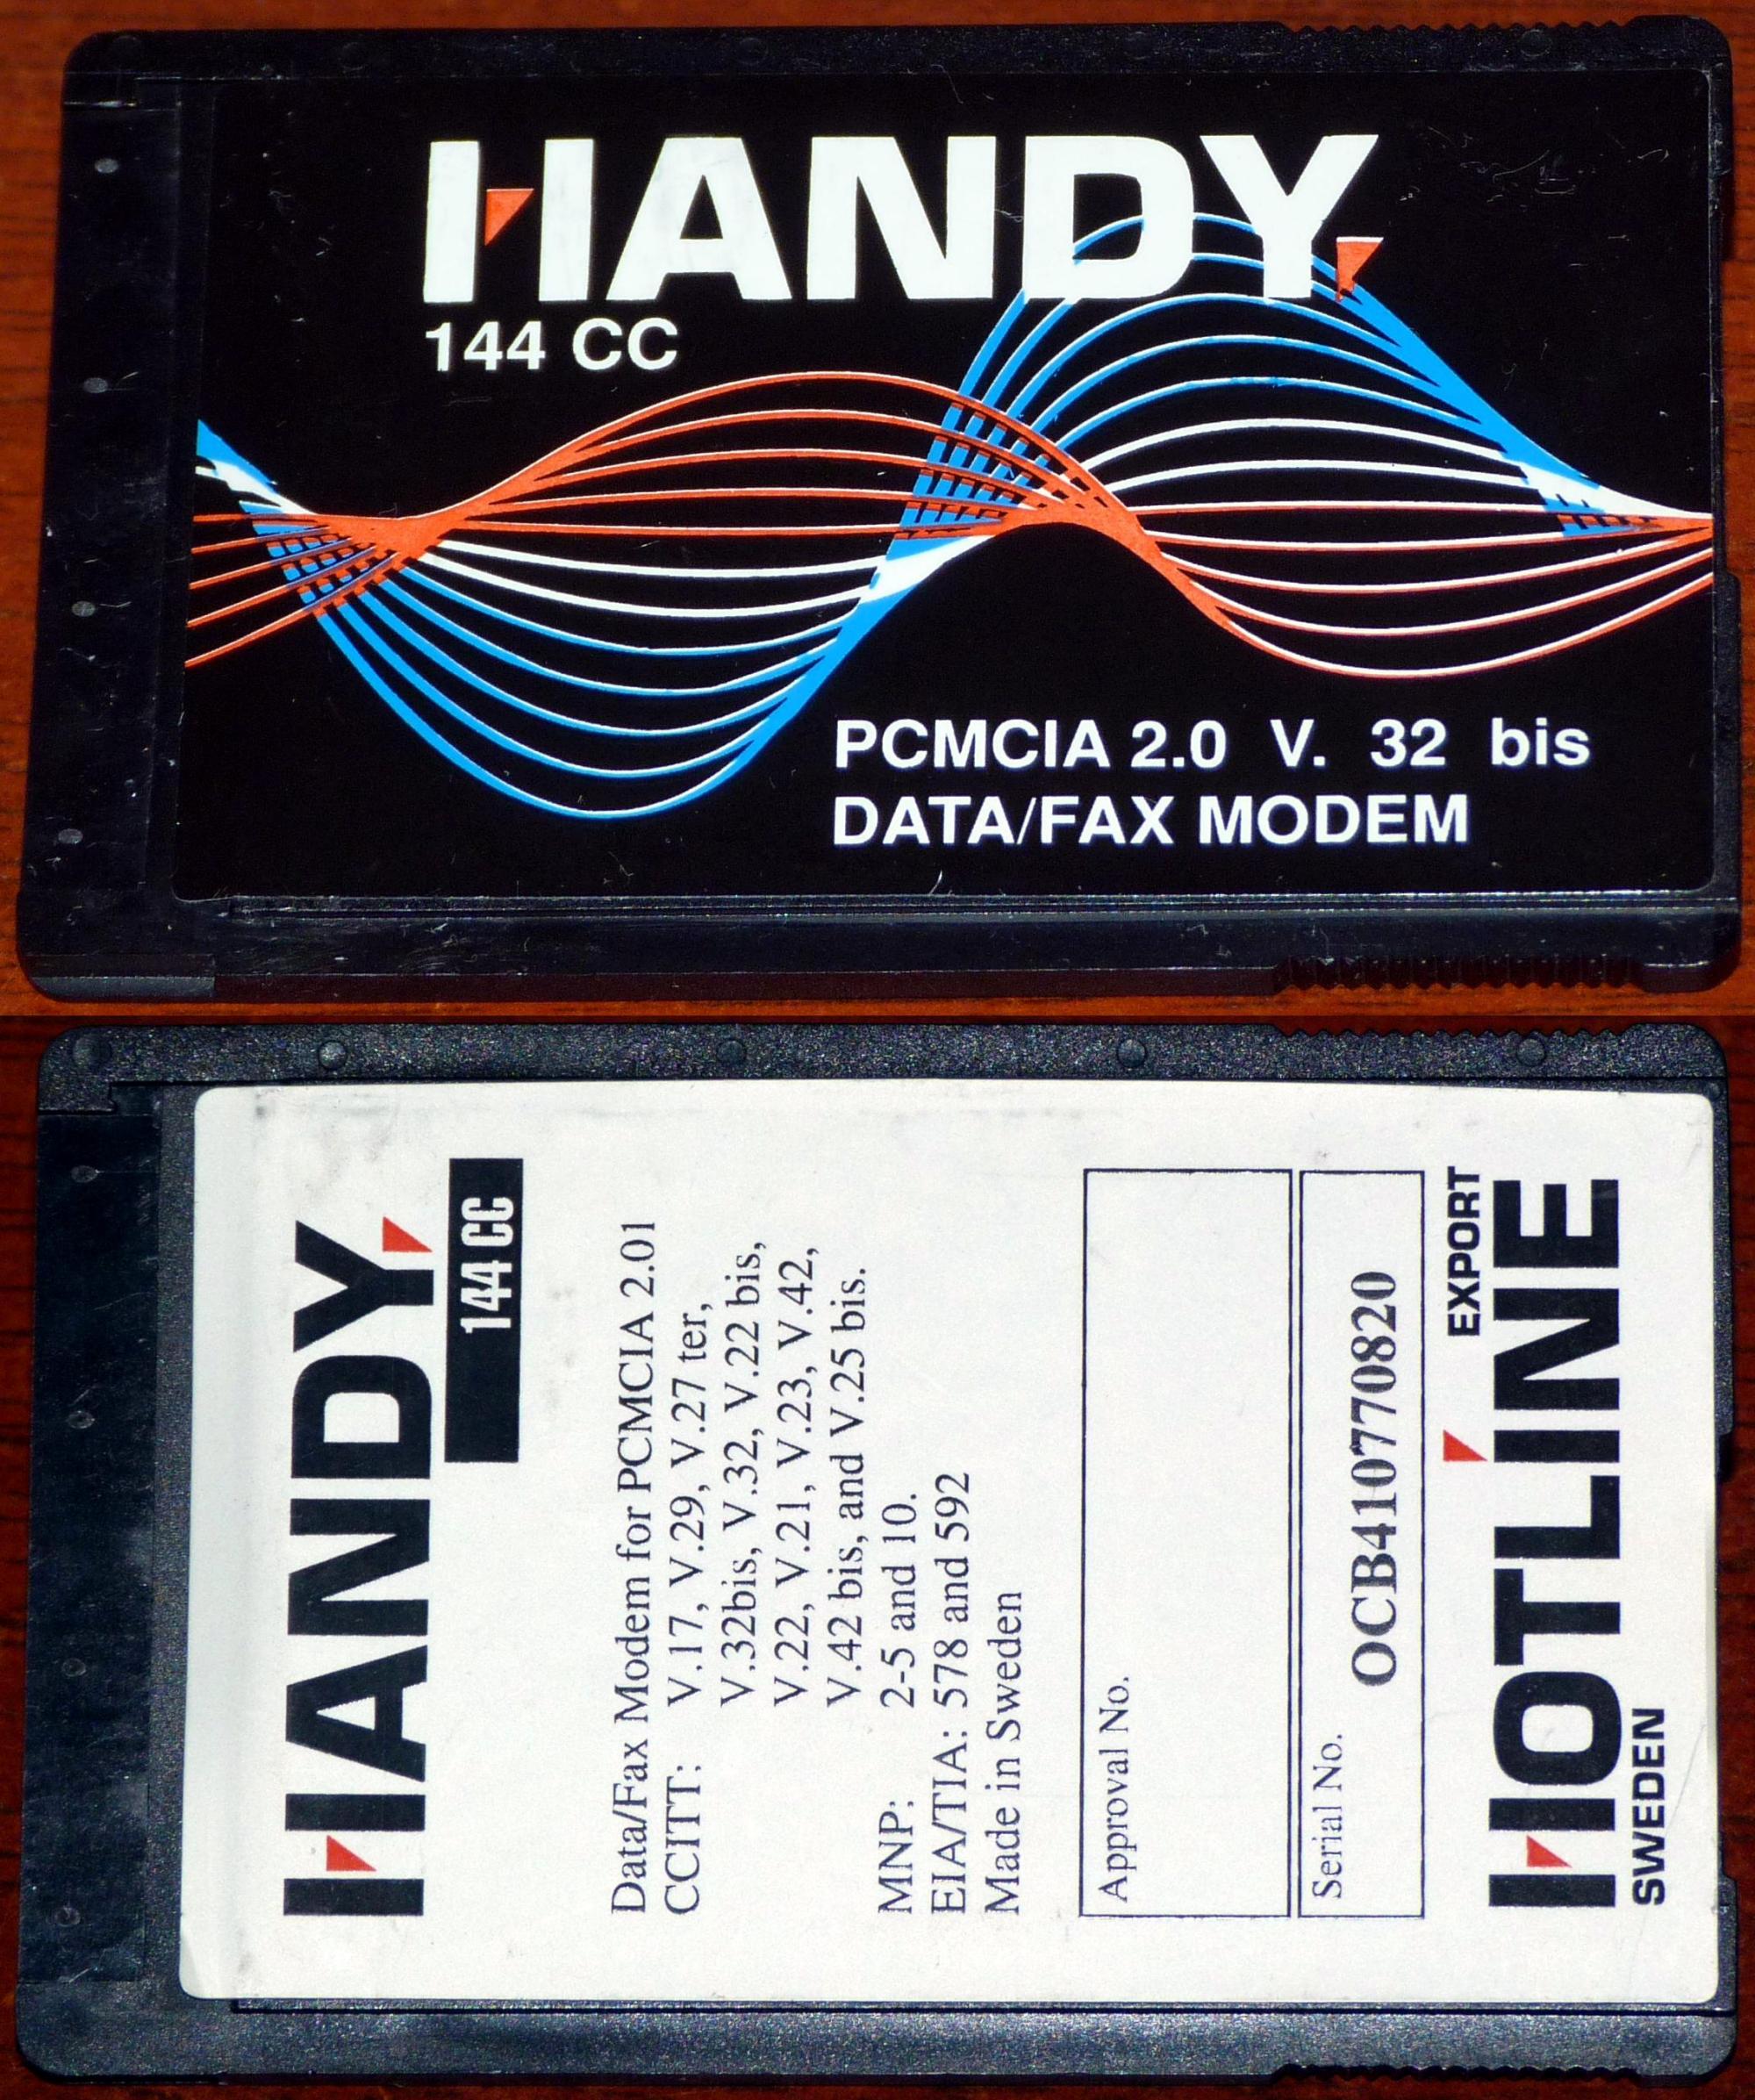 HANDY
144 CC
PCMCIA 2.0 V. 32 bis
DATA/FAX MODEM
HANDY
144 CC
Data/Fax Modem for PCMCIA 2.01
CCITT: V.17, V.29, V.27 ter,
V.32bis, V.32, V.22 bis,
V.22, V.21, V.23, V.42,
V.42 bis, and V.25 bis.
MNP: 2-5 and 10.
EIA/TIA: 578 and 592
Made in Sweden
Approval No.
Serial No. OCB410770820
EXPORT
HOTLINE
SWEDEN